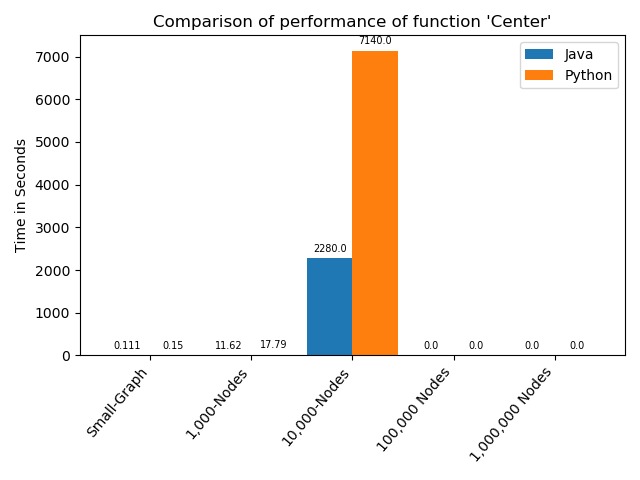 Comparison of performance of function 'Center'
Java
Python
Time in Seconds
7000
6000
5000
4000
3000
2000
1000
0
0.111
0.15
11.62
17.79
2280.0
7140.0
0.0
0.0
0.0
0.0
Small-Graph
1,000-Nodes
10,000-Nodes
100,000 Nodes
1,000,000 Nodes